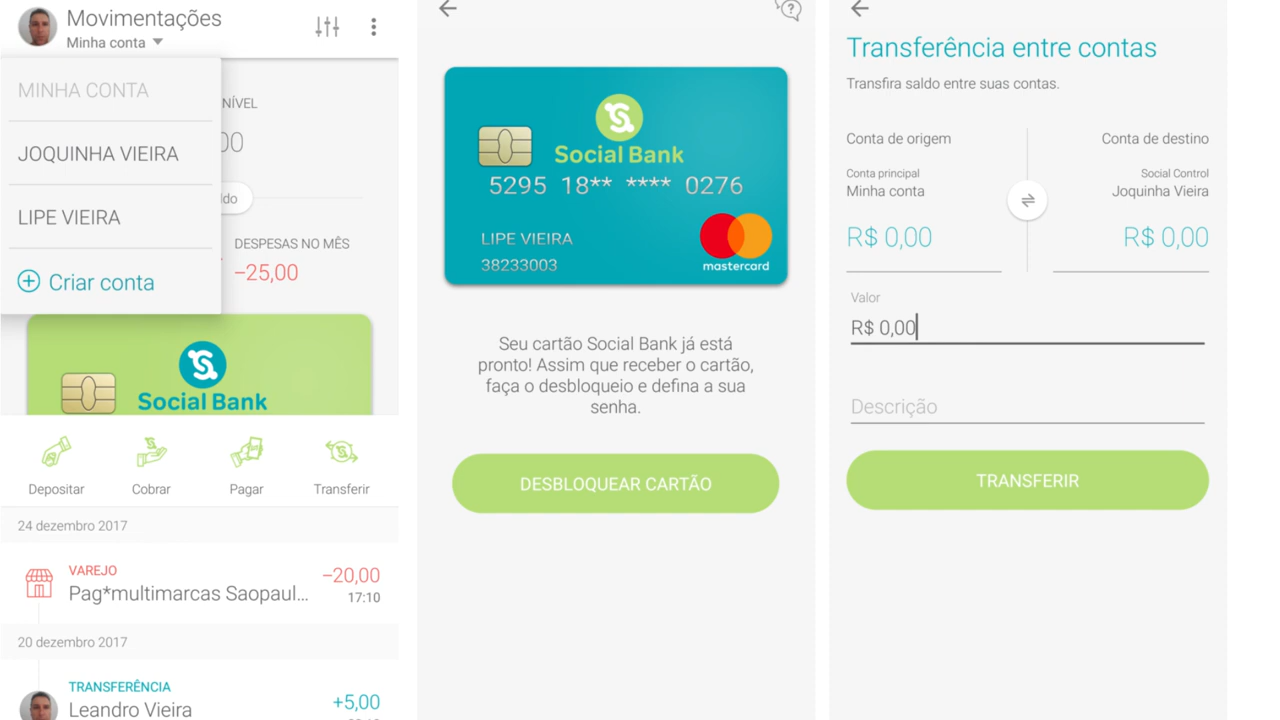 Movimentações
Minha conta
MINHA CONTA
JOQUINHA VIEIRA
LIPE VIEIRA
Criar conta
NÍVEL
00
ldo
DESPESAS NO MÊS
−25,00
Social Bank
Depositar
Cobrar
Pagar
Transferir
24 dezembro 2017
VAREJO
−20,00
Pag*multimarcas Saopaul...
17:10
20 dezembro 2017
TRANSFERÊNCIA
+5,00
Leandro Vieira
Social Bank
5295 18** **** 0276
LIPE VIEIRA
38233003
mastercard
Seu cartão Social Bank já está
pronto! Assim que receber o cartão,
faça o desbloqueio e defina a sua
senha.
DESBLOQUEAR CARTÃO
Transferência entre contas
Transfira saldo entre suas contas.
Conta de origem
Conta de destino
Conta principal
Social Control
Minha conta
Joquinha Vieira
R$ 0,00
R$ 0,00
Valor
R$ 0,00
Descrição
TRANSFERIR